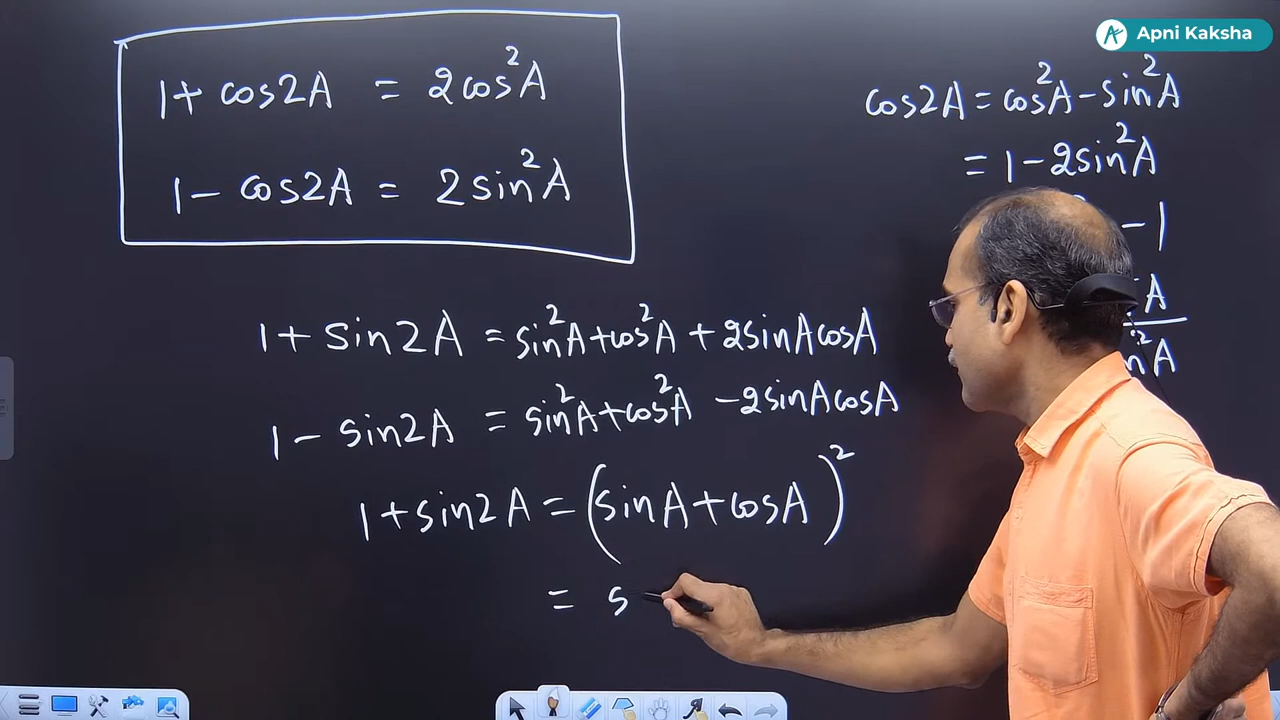 Apni Kaksha
1 + cos2A = 2cos²A
1 - cos2A = 2sin²A
cos2A = cos²A - sin²A
= 1 - 2sin²A
- 1
A
A
1 + sin2A = sin²A + cos²A + 2sinAcosA
1 - sin2A = sin²A + cos²A - 2sinAcosA
1 + sin2A = (sinA + cosA)²
= s